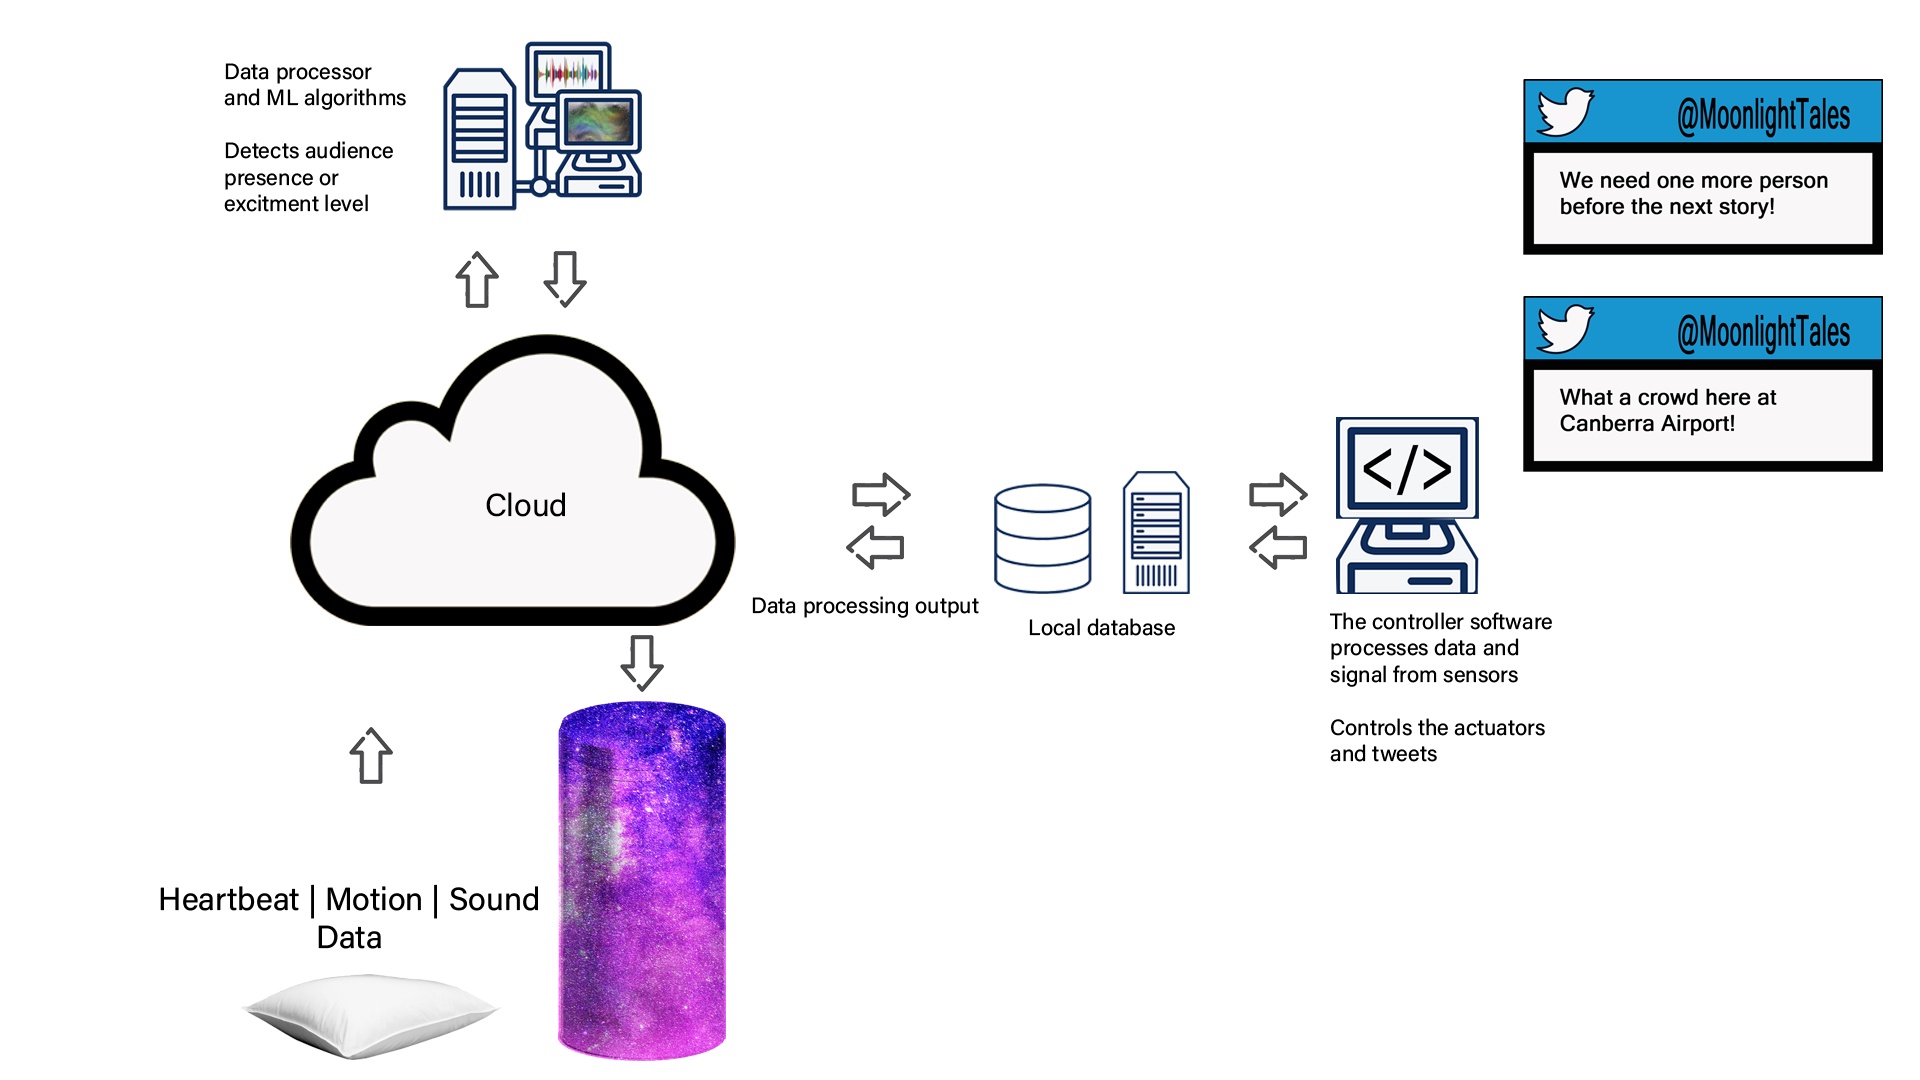 Data processor
and ML algorithms
Detects audience
presence or
excitment level
@MoonlightTales
We need one more person
before the next story!
@MoonlightTales
What a crowd here at
Canberra Airport!
</>
Cloud
Data processing output
Local database
The controller software
processes data and
signal from sensors
Controls the actuators
and tweets
Heartbeat | Motion | Sound
Data